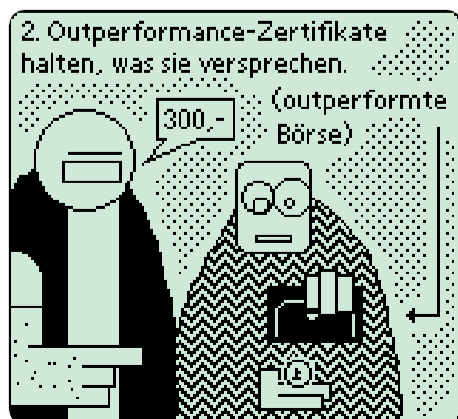 2. Outperformance-Zertifikate
halten, was sie versprechen.
300,-
(outperformte
Börse)